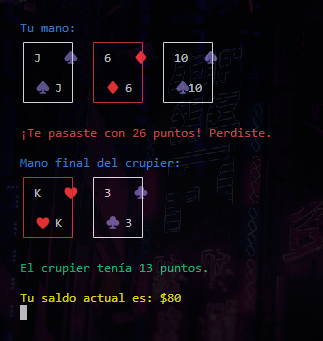 Tu mano:
J ♠ 6 ♦ 10 ♠
♠ J ♦ 6 ♠10
¡Te pasaste con 26 puntos! Perdiste.
Mano final del crupier:
K ♥ 3 ♣
♥ K ♣ 3
El crupier tenía 13 puntos.
Tu saldo actual es: $80